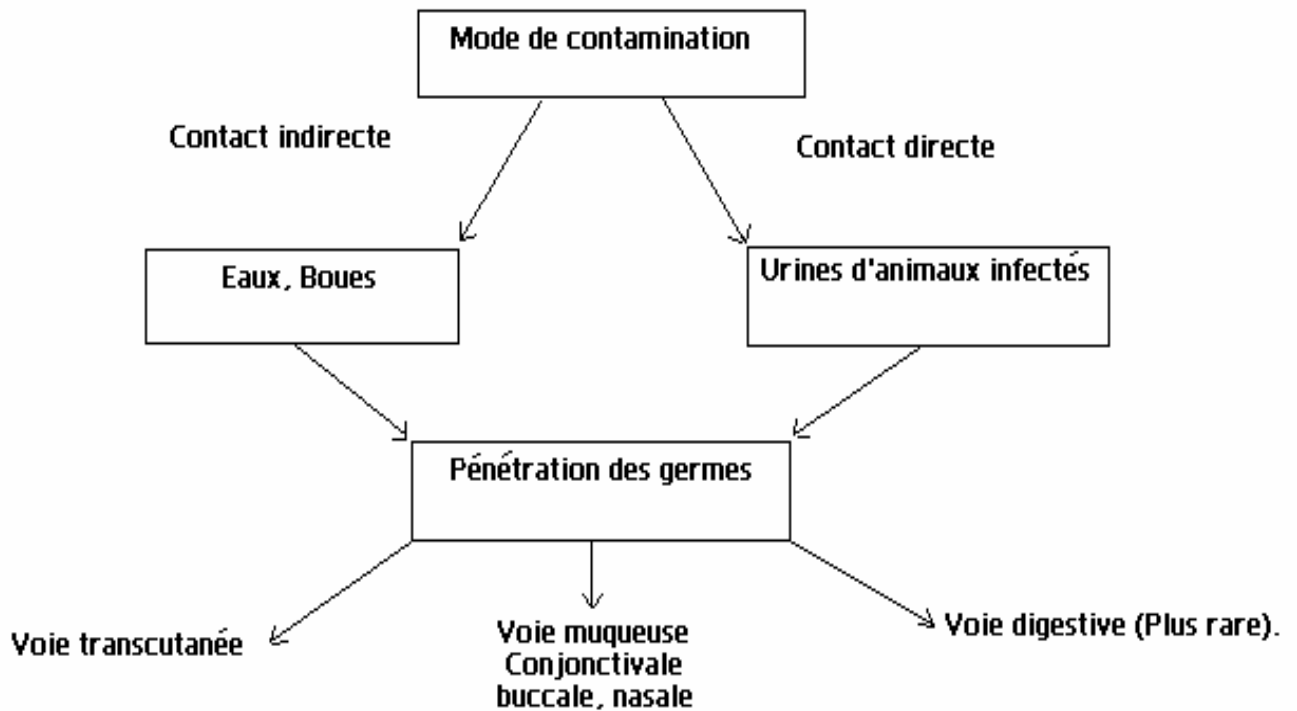 Mode de contamination
Contact indirecte
Contact directe
Eaux, Boues
Urines d'animaux infectés
Pénétration des germes
Voie transcutanée
Voie muqueuse
Conjonctivale
buccale, nasale
Voie digestive (Plus rare).